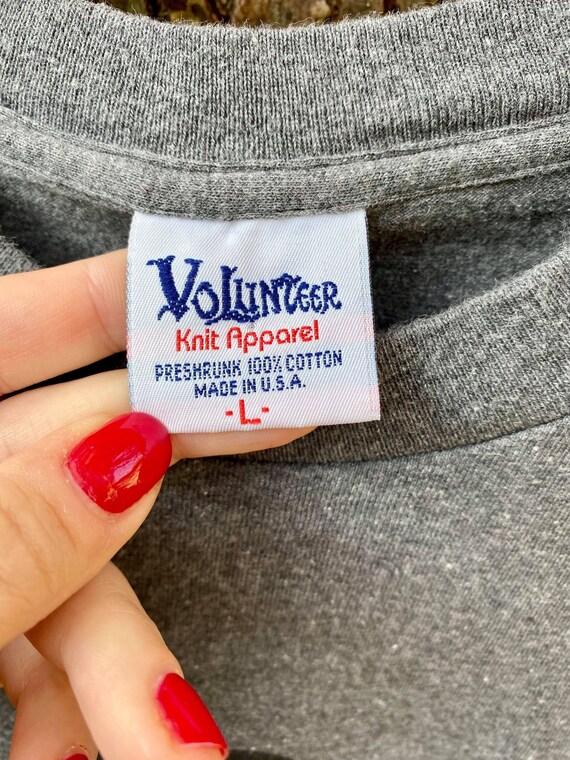 VOLUNTEER
Knit Apparel
PRESHRUNK 100% COTTON
MADE IN U.S.A.
-L-